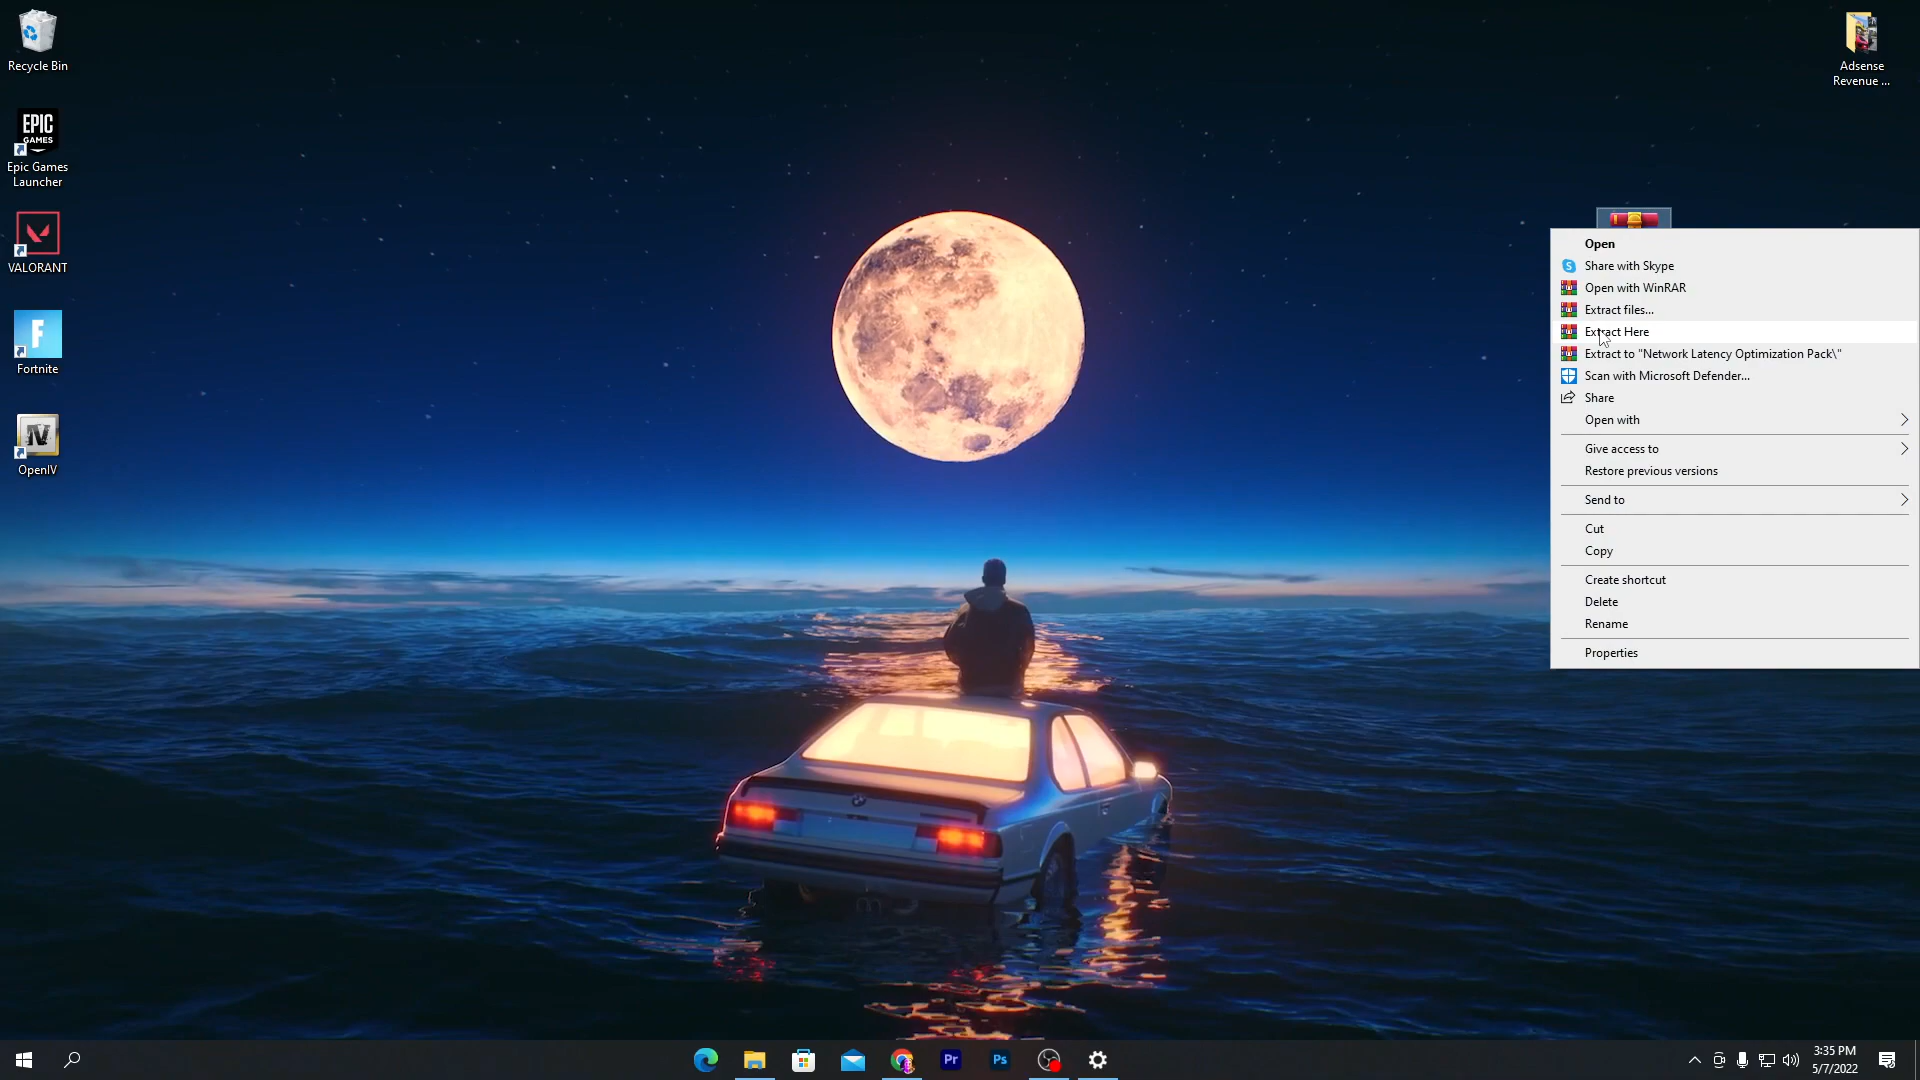 Recycle Bin
EPIC
GAMES
Epic Games
Launcher
VALORANT
F
Fortnite
IV
OpenIV
Adsense
Revenue ...
Open
Share with Skype
Open with WinRAR
Extract files...
Extract Here
Extract to "Network Latency Optimization Pack\"
Scan with Microsoft Defender...
Share
Open with
Give access to
Restore previous versions
Send to
Cut
Copy
Create shortcut
Delete
Rename
Properties
Pr
Ps
3:35 PM
5/7/2022